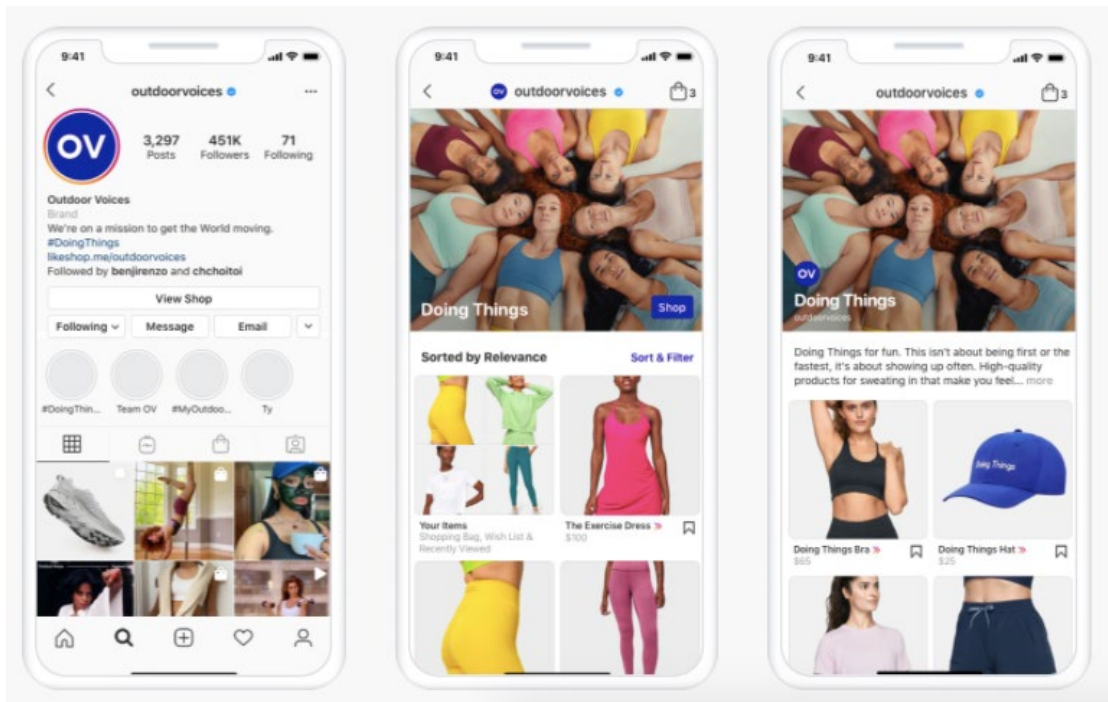 9:41
outdoorvoices
OV
3,297
Posts
451K
Followers
71
Following
Outdoor Voices
Brand
We're on a mission to get the World moving.
#DoingThings
likeshop.me/outdoorvoices
Followed by benjirenzo and chchoitoi
View Shop
Following
Message
Email
#DoingThin...
Team OV
#MyOutdoo...
Ty
9:41
OV outdoorvoices
3
Doing Things
Shop
Sorted by Relevance
Sort & Filter
Your Items
Shopping Bag, Wish List &
Recently Viewed
The Exercise Dress
$100
9:41
outdoorvoices
3
OV
Doing Things
outdoorvoices
Doing Things for fun. This isn't about being first or the
fastest, it's about showing up often. High-quality
products for sweating in that make you feel... more
Doing Things
Doing Things Bra
$65
Doing Things Hat
$25